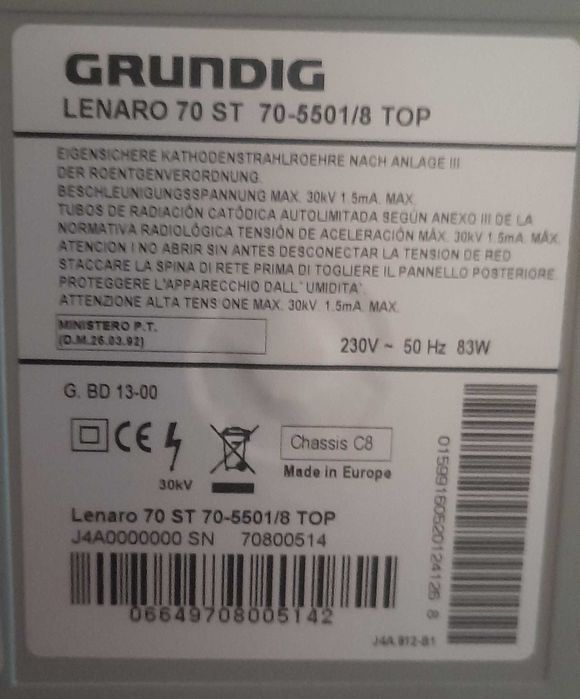 GRUNDIG
LENARO 70 ST 70-5501/8 TOP
EIGENSICHERE KATHODENSTRAHLROEHRE NACH ANLAGE III
DER ROENTGENVERORDNUNG.
BESCHLEUNIGUNGSSPANNUNG MAX. 30kV 1.5mA. MAX.
TUBOS DE RADIACIÓN CATÓDICA AUTOLIMITADA SEGÚN ANEXO III DE LA
NORMATIVA RADIOLÓGICA TENSIÓN DE ACELERACIÓN MÁX. 30kV 1.5mA. MÁX.
ATENCION ! NO ABRIR SIN ANTES DESCONECTAR LA TENSION DE RED
STACCARE LA SPINA DI RETE PRIMA DI TOGLIERE IL PANNELLO POSTERIORE.
PROTEGGERE L'APPARECCHIO DALL' UMIDITA'.
ATTENZIONE ALTA TENSIONE MAX. 30kV. 1.5mA. MAX.
MINISTERO P.T.
(D.M.26.03.92)
230V ~ 50 Hz 83W
G. BD 13-00
CE
30kV
Chassis C8
Made in Europe
Lenaro 70 ST 70-5501/8 TOP
J4A0000000 SN 70800514
06649708005142
J4A 912-B1